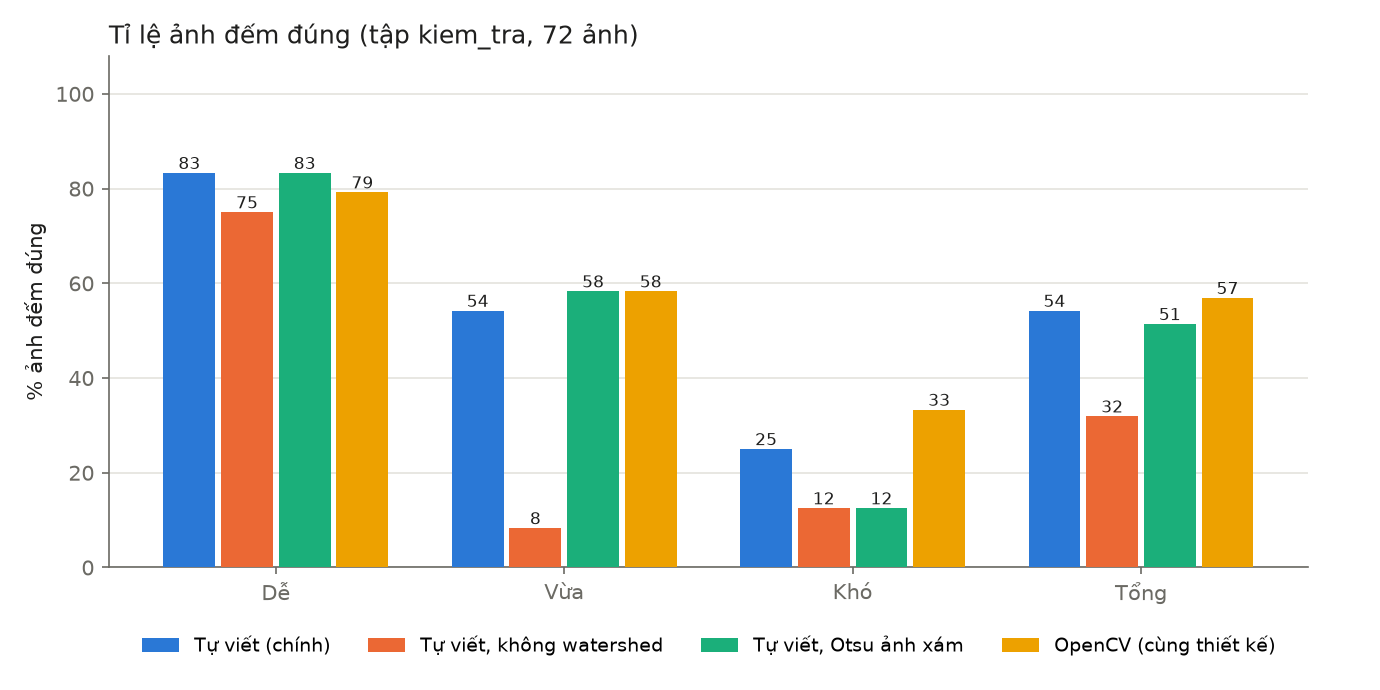 Tỉ lệ ảnh đếm đúng (tập kiem_tra, 72 ảnh)
% ảnh đếm đúng
100
80
60
40
20
0
83
75
83
79
54
8
58
58
25
12
12
33
54
32
51
57
Dễ
Vừa
Khó
Tổng
Tự viết (chính)
Tự viết, không watershed
Tự viết, Otsu ảnh xám
OpenCV (cùng thiết kế)